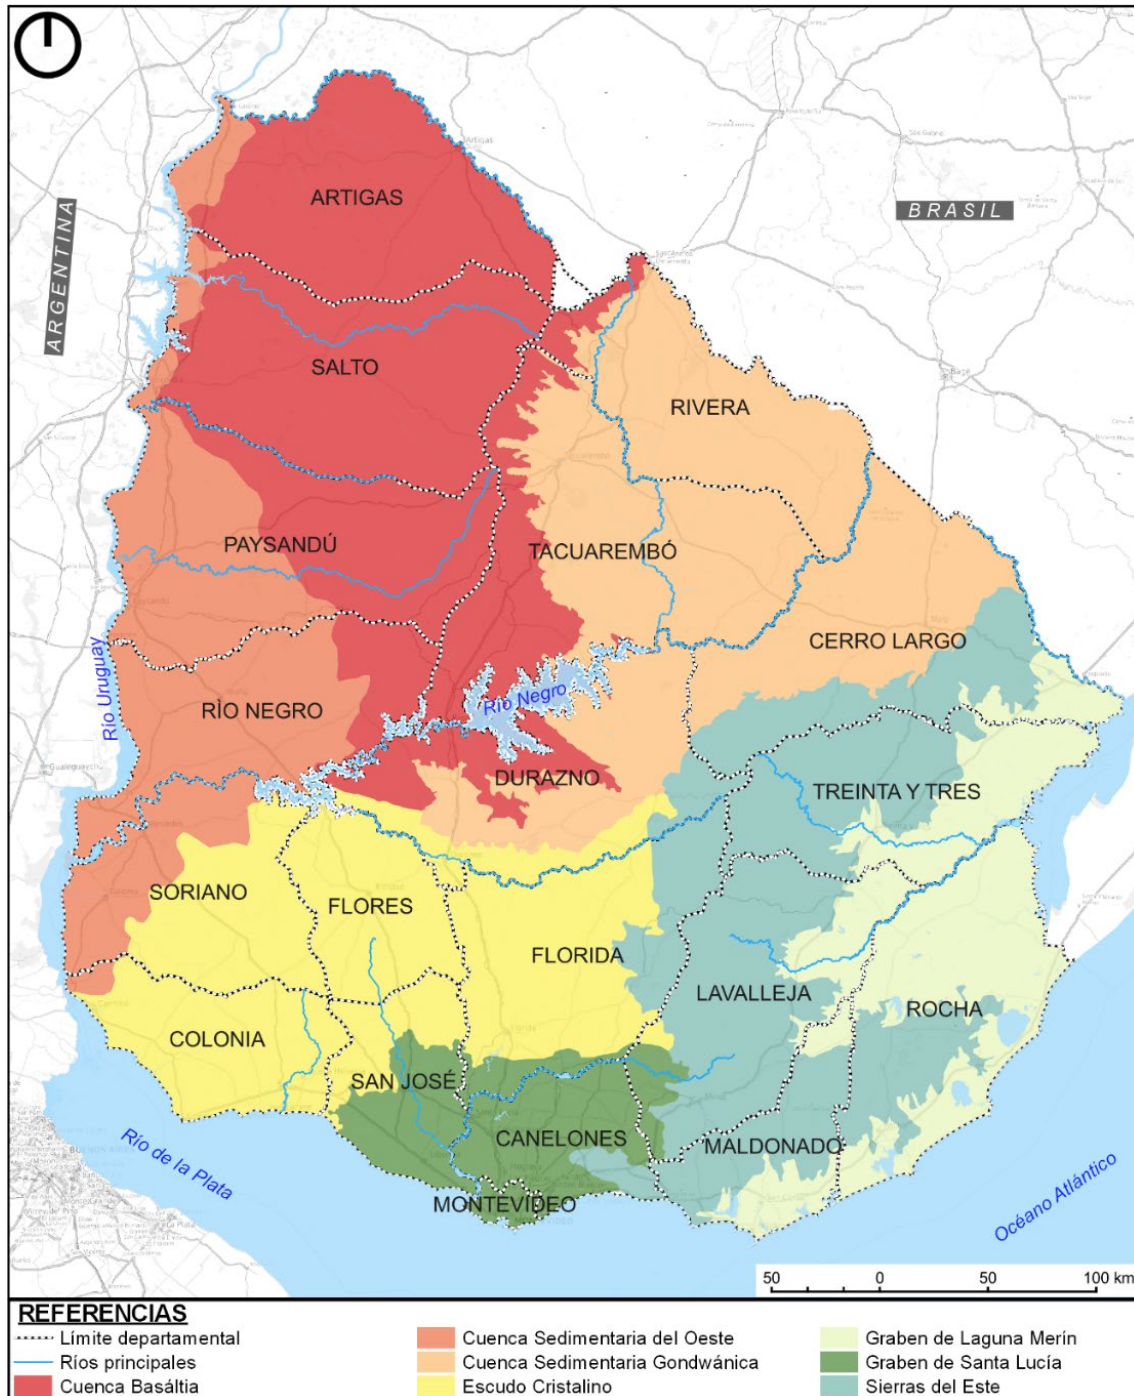 ARTIGAS
BRASIL
ARGENTINA
SALTO
RIVERA
PAYSANDÚ
TACUAREMBÓ
CERRO LARGO
Río Uruguay
RÌO NEGRO
Río Negro
DURAZNO
TREINTA Y TRES
SORIANO
FLORES
FLORIDA
LAVALLEJA
ROCHA
COLONIA
SAN JOSÉ
CANELONES
MALDONADO
Río de la Plata
MONTEVIDEO
Océano Atlántico
50 0 50 100 km
REFERENCIAS
Límite departamental
Ríos principales
Cuenca Basáltia
Cuenca Sedimentaria del Oeste
Cuenca Sedimentaria Gondwánica
Escudo Cristalino
Graben de Laguna Merín
Graben de Santa Lucía
Sierras del Este